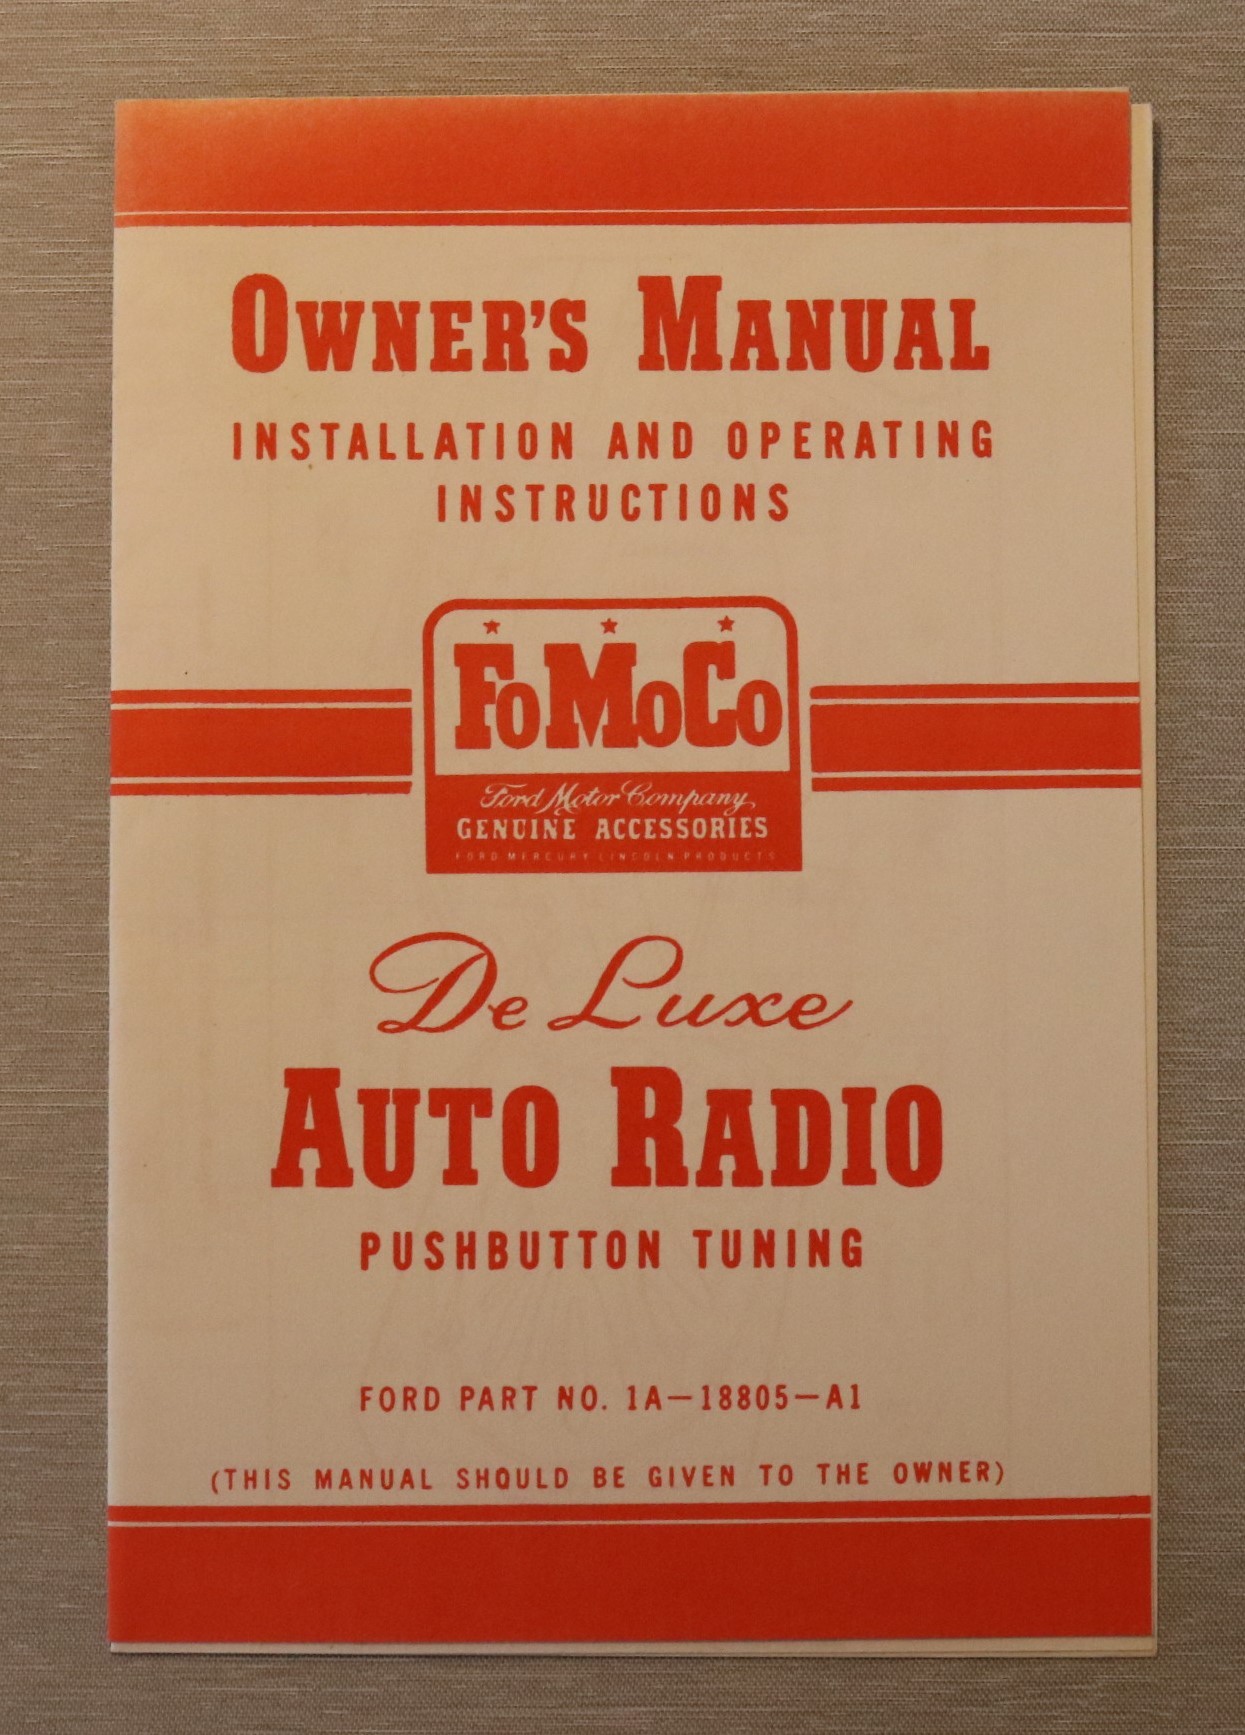 OWNER'S MANUAL
INSTALLATION AND OPERATING
INSTRUCTIONS
FOMOCO
Ford Motor Company
GENUINE ACCESSORIES
FORD MERCURY LINCOLN PRODUCTS
De Luxe
AUTO RADIO
PUSHBUTTON TUNING
FORD PART NO. 1A-18805-A1
(THIS MANUAL SHOULD BE GIVEN TO THE OWNER)